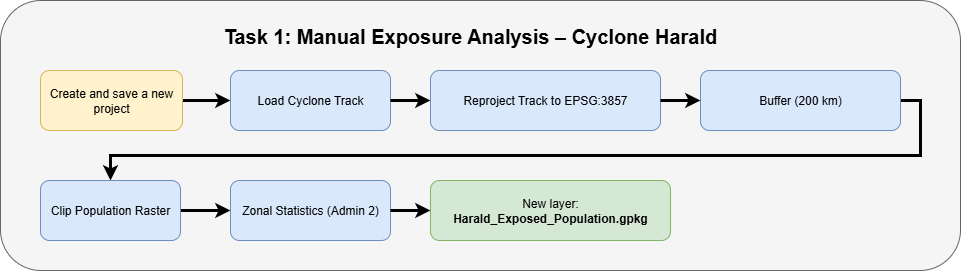 Task 1: Manual Exposure Analysis – Cyclone Harald
Create and save a new
project
Load Cyclone Track
Reproject Track to EPSG:3857
Buffer (200 km)
Clip Population Raster
Zonal Statistics (Admin 2)
New layer:
Harald_Exposed_Population.gpkg